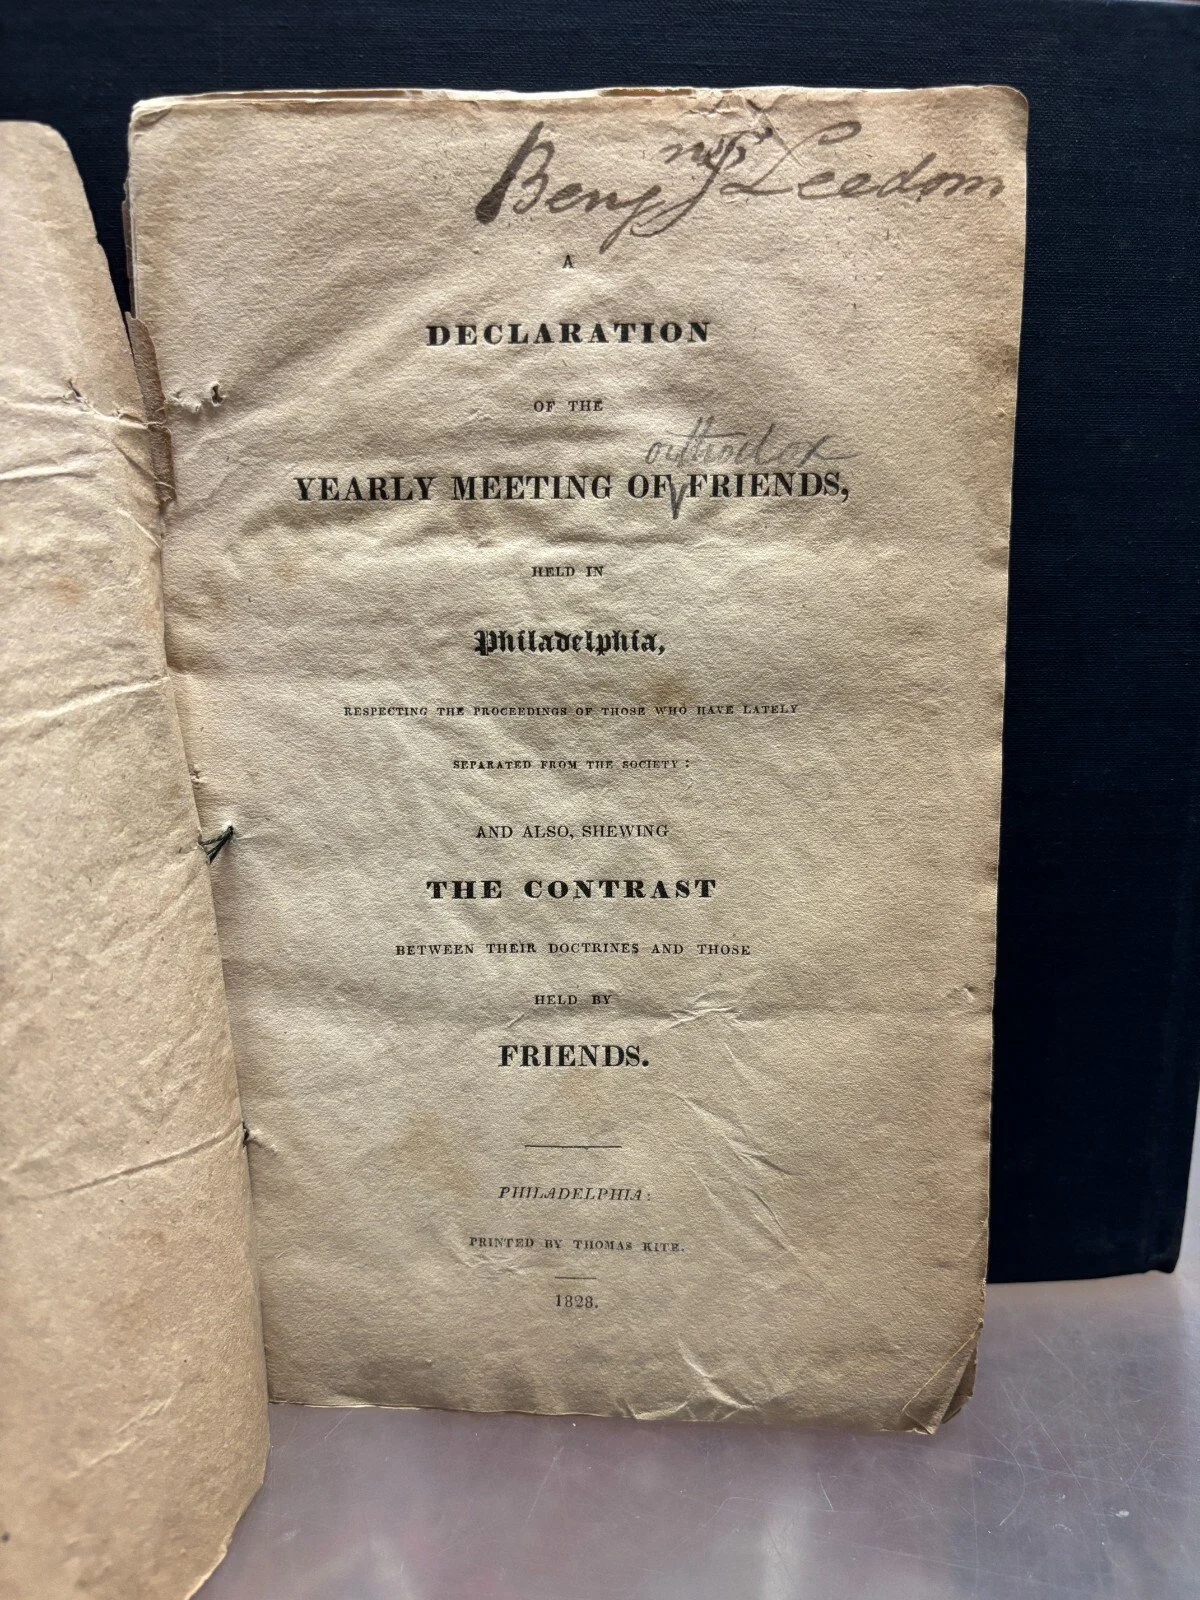 Benj Leedom
A
DECLARATION
OF THE
orthodox
YEARLY MEETING OF FRIENDS,
HELD IN
Philadelphia,
RESPECTING THE PROCEEDINGS OF THOSE WHO HAVE LATELY
SEPARATED FROM THE SOCIETY:
AND ALSO, SHEWING
THE CONTRAST
BETWEEN THEIR DOCTRINES AND THOSE
HELD BY
FRIENDS.
PHILADELPHIA:
PRINTED BY THOMAS KITE.
1828.